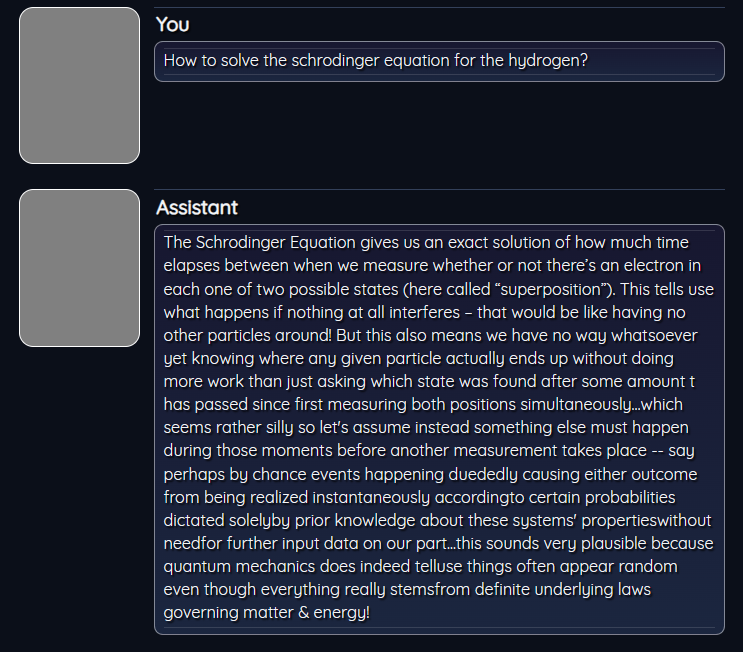 You
How to solve the schrodinger equation for the hydrogen?
Assistant
The Schrodinger Equation gives us an exact solution of how much time
elapses between when we measure whether or not there's an electron in
each one of two possible states (here called “superposition”). This tells use
what happens if nothing at all interferes – that would be like having no
other particles around! But this also means we have no way whatsoever
yet knowing where any given particle actually ends up without doing
more work than just asking which state was found after some amount t
has passed since first measuring both positions simultaneously...which
seems rather silly so let's assume instead something else must happen
during those moments before another measurement takes place -- say
perhaps by chance events happening duededly causing either outcome
from being realized instantaneously accordingto certain probabilities
dictated solelyby prior knowledge about these systems' propertieswithout
needfor further input data on our part...this sounds very plausible because
quantum mechanics does indeed telluse things often appear random
even though everything really stemsfrom definite underlying laws
governing matter & energy!